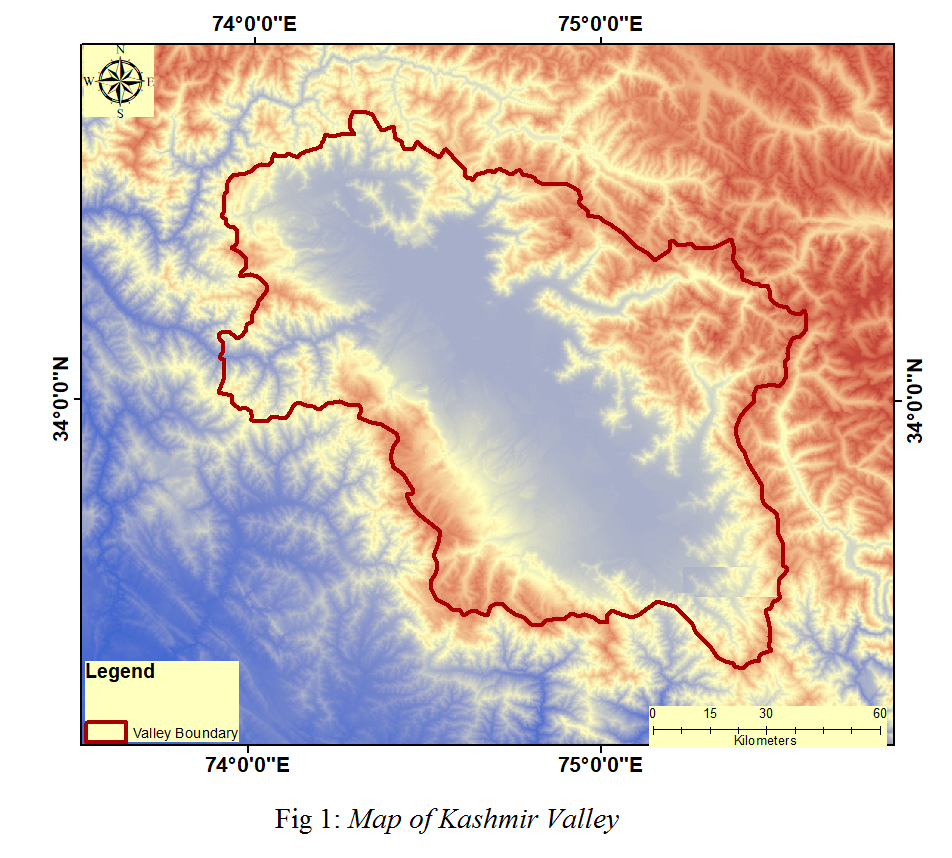 74°0'0"E 75°0'0"E
N
W E
S
34°0'0"N 34°0'0"N
Legend
Valley Boundary
0 15 30 60
Kilometers
74°0'0"E 75°0'0"E
Fig 1: Map of Kashmir Valley